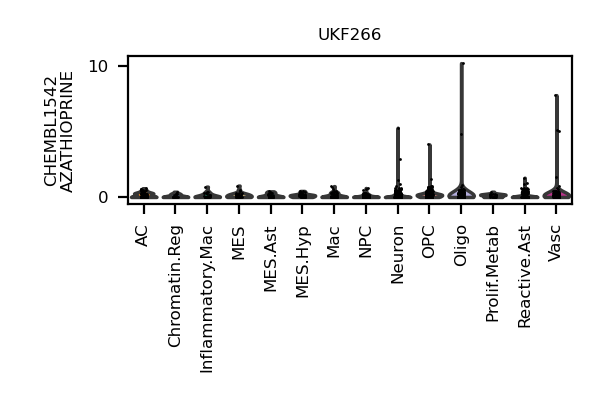 UKF266
CHEMBL1542
AZATHIOPRINE
10
0
AC
Chromatin.Reg
Inflammatory.Mac
MES
MES.Ast
MES.Hyp
Mac
NPC
Neuron
OPC
Oligo
Prolif.Metab
Reactive.Ast
Vasc